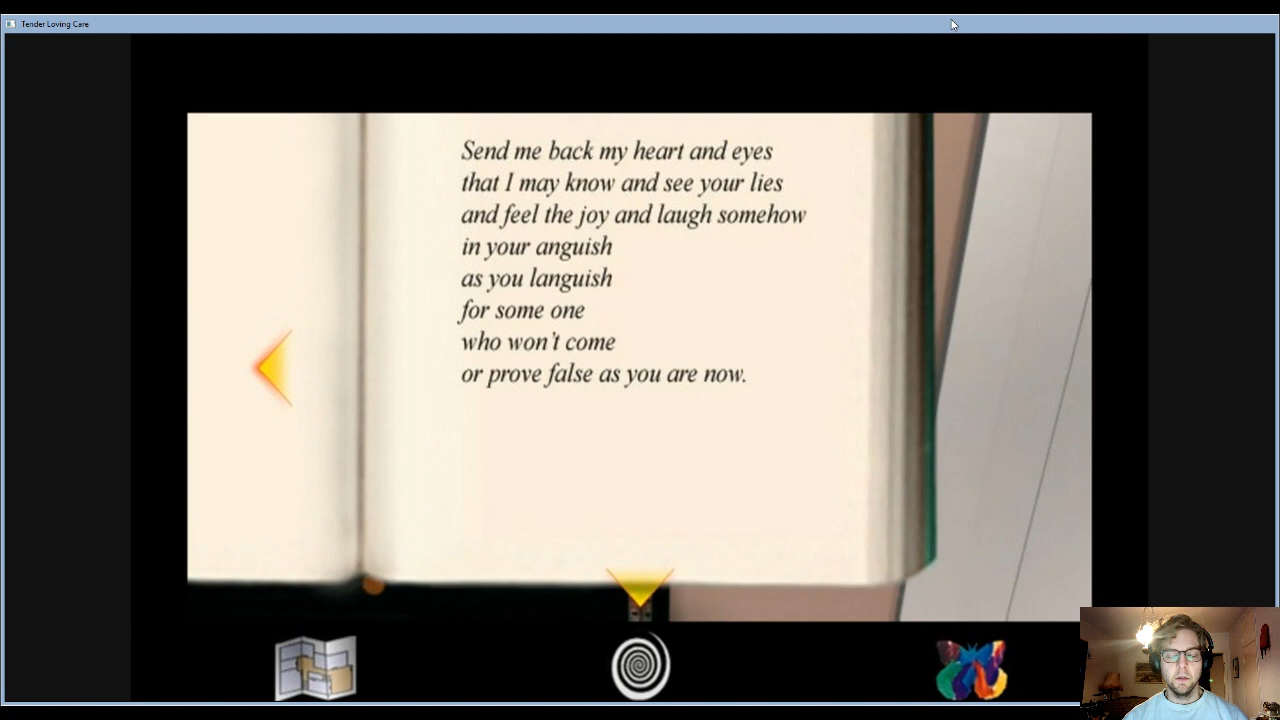 Tender Loving Care
Send me back my heart and eyes
that I may know and see your lies
and feel the joy and laugh somehow
in your anguish
as you languish
for some one
who won't come
or prove false as you are now.